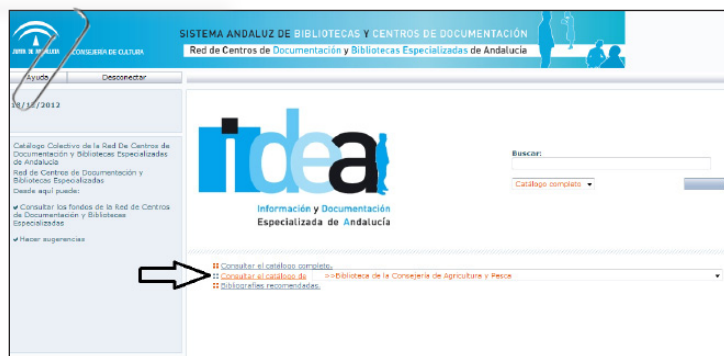 SISTEMA ANDALUZ DE BIBLIOTECAS Y CENTROS DE DOCUMENTACIÓN
JUNTA DE ANDALUCIA CONSEJERÍA DE CULTURA
Red de Centros de Documentación y Bibliotecas Especializadas de Andalucía
Ayuda Desconectar
/2012
Catálogo Colectivo de la Red De Centros de
Documentación y Bibliotecas Especializadas
de Andalucía
Red de Centros de Documentación y
Bibliotecas Especializadas
Desde aquí puede:
Consultar los fondos de la Red de Centros
de Documentación y Bibliotecas
Especializadas
Hacer sugerencias
idea
Información y Documentación
Especializada de Andalucía
Buscar:
Catálogo completo
Consultar el catálogo completo.
Consultar el catálogo de >>Biblioteca de la Consejería de Agricultura y Pesca
Bibliografías recomendadas.